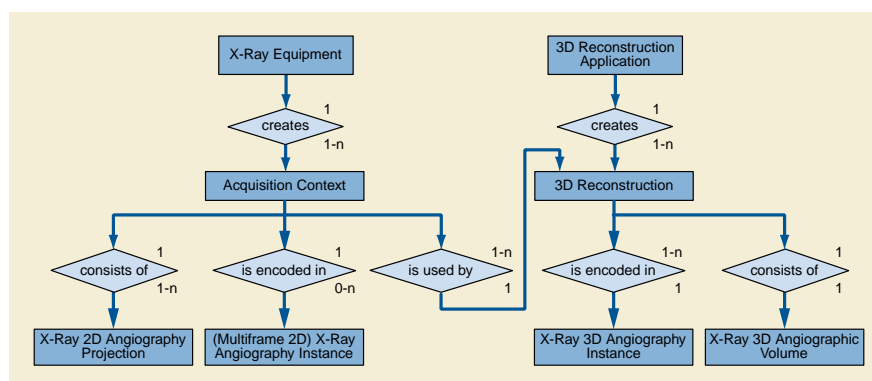 X-Ray Equipment
3D Reconstruction
Application
1
creates
1-n
1
creates
1-n
Acquisition Context
3D Reconstruction
1
consists of
1-n
1
is encoded in
0-n
1-n
is used by
1
1-n
is encoded in
1
1
consists of
1
X-Ray 2D Angiography
Projection
(Multiframe 2D) X-Ray
Angiography Instance
X-Ray 3D Angiography
Instance
X-Ray 3D Angiographic
Volume